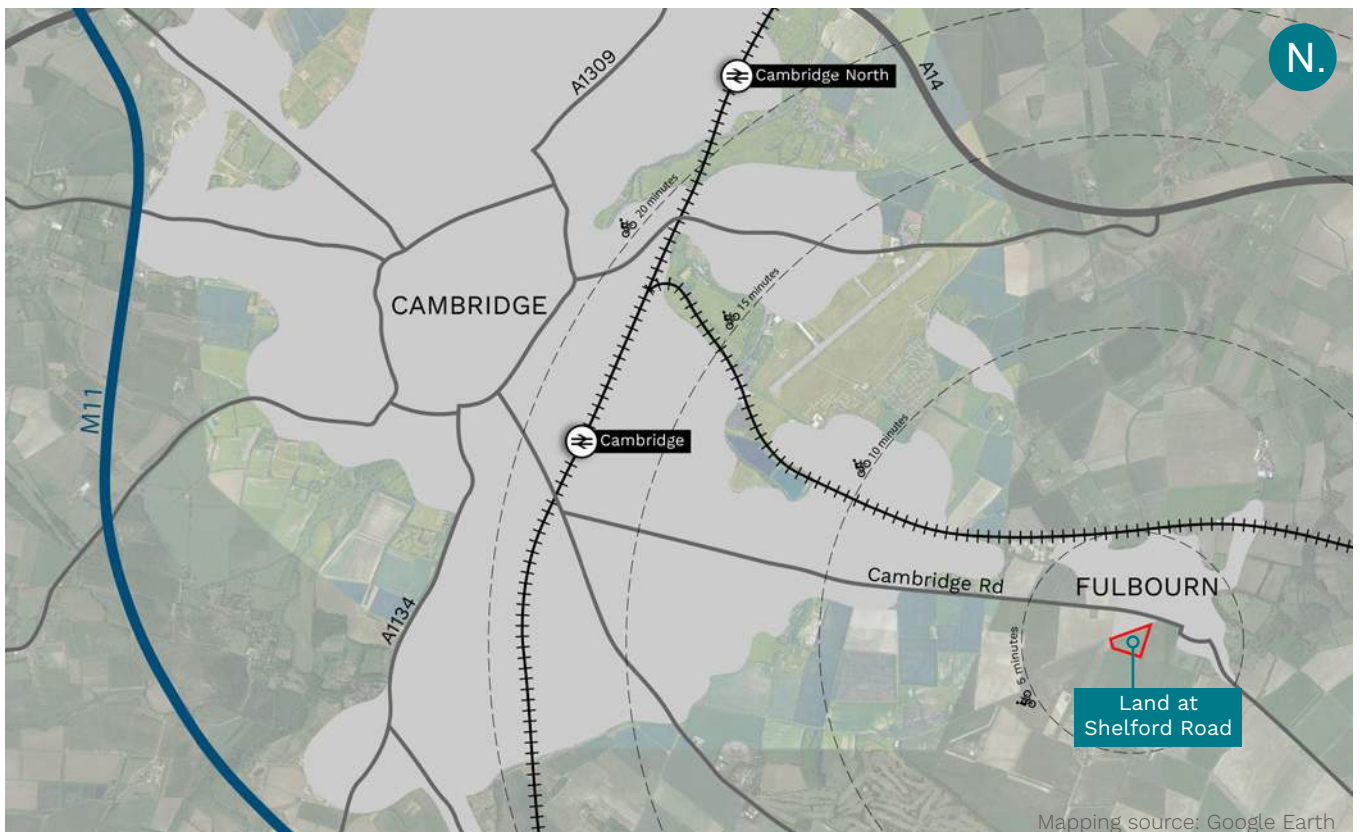 N.
A1309
Cambridge North
A14
20 minutes
15 minutes
CAMBRIDGE
M11
Cambridge
10 minutes
Cambridge Rd
FULBOURN
A1134
5 minutes
Land at
Shelford Road
Mapping source: Google Earth